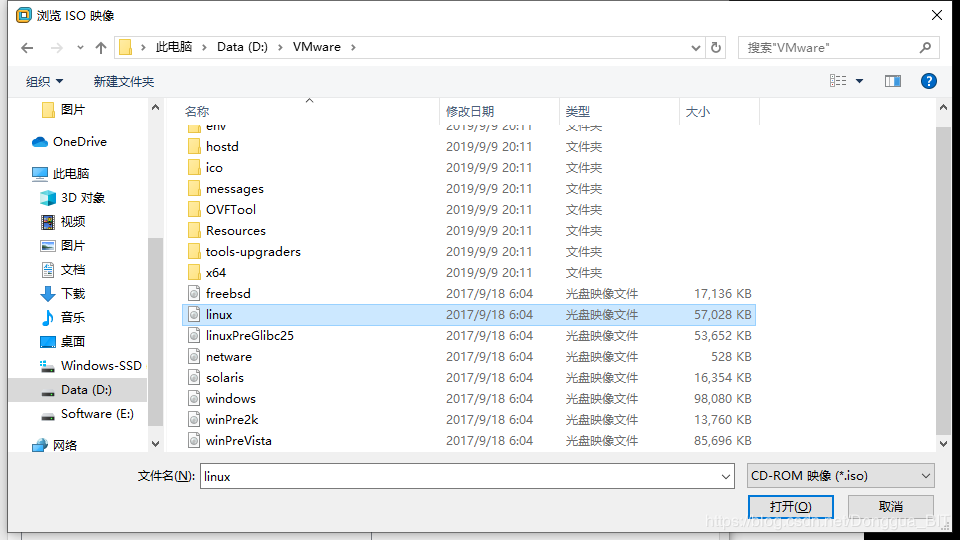 浏览 ISO 映像
此电脑 > Data (D:) > VMware >
搜索"VMware"
组织 新建文件夹
图片
OneDrive
此电脑
3D 对象
视频
图片
文档
下载
音乐
桌面
Windows-SSD
Data (D:)
Software (E:)
网络
名称 修改日期 类型 大小
env 2019/9/9 20:11 文件夹
hostd 2019/9/9 20:11 文件夹
ico 2019/9/9 20:11 文件夹
messages 2019/9/9 20:11 文件夹
OVFTool 2019/9/9 20:11 文件夹
Resources 2019/9/9 20:11 文件夹
tools-upgraders 2019/9/9 20:11 文件夹
x64 2019/9/9 20:11 文件夹
freebsd 2017/9/18 6:04 光盘映像文件 17,136 KB
linux 2017/9/18 6:04 光盘映像文件 57,028 KB
linuxPreGlibc25 2017/9/18 6:04 光盘映像文件 53,652 KB
netware 2017/9/18 6:04 光盘映像文件 528 KB
solaris 2017/9/18 6:04 光盘映像文件 16,354 KB
windows 2017/9/18 6:04 光盘映像文件 98,080 KB
winPre2k 2017/9/18 6:04 光盘映像文件 13,760 KB
winPreVista 2017/9/18 6:04 光盘映像文件 85,696 KB
文件名(N): linux CD-ROM 映像 (*.iso)
打开(O) 取消
https://blog.csdn.net/Donggua_BIT